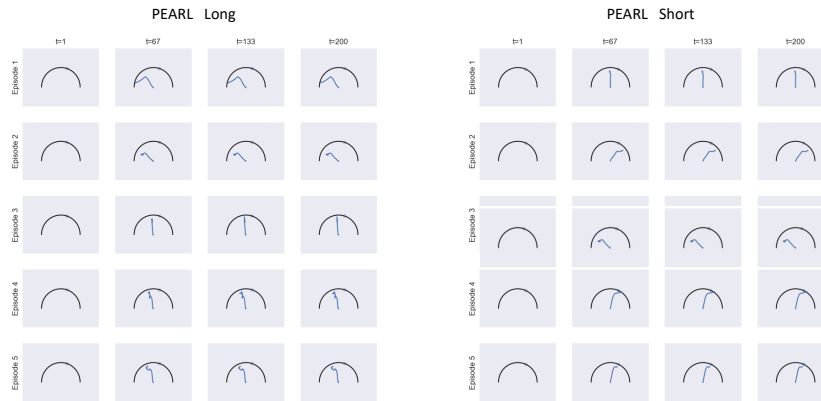 PEARL Long
t=1 t=67 t=133 t=200
Episode 1
Episode 2
Episode 3
Episode 4
Episode 5
PEARL Short
t=1 t=67 t=133 t=200
Episode 1
Episode 2
Episode 3
Episode 4
Episode 5